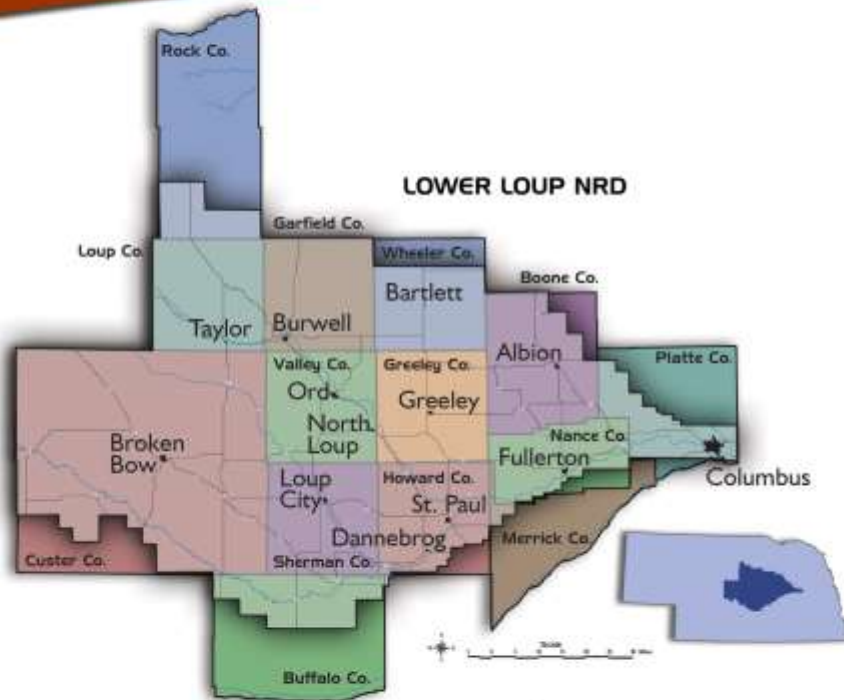 Rock Co.
LOWER LOUP NRD
Garfield Co.
Loup Co.
Wheeler Co.
Boone Co.
Bartlett
Taylor
Burwell
Albion
Platte Co.
Valley Co.
Greeley Co.
Ord
Greeley
North
Loup
Nance Co.
Broken
Bow
Fullerton
Loup
City
Howard Co.
Columbus
St. Paul
Dannebrog
Merrick Co.
Custer Co.
Sherman Co.
Buffalo Co.